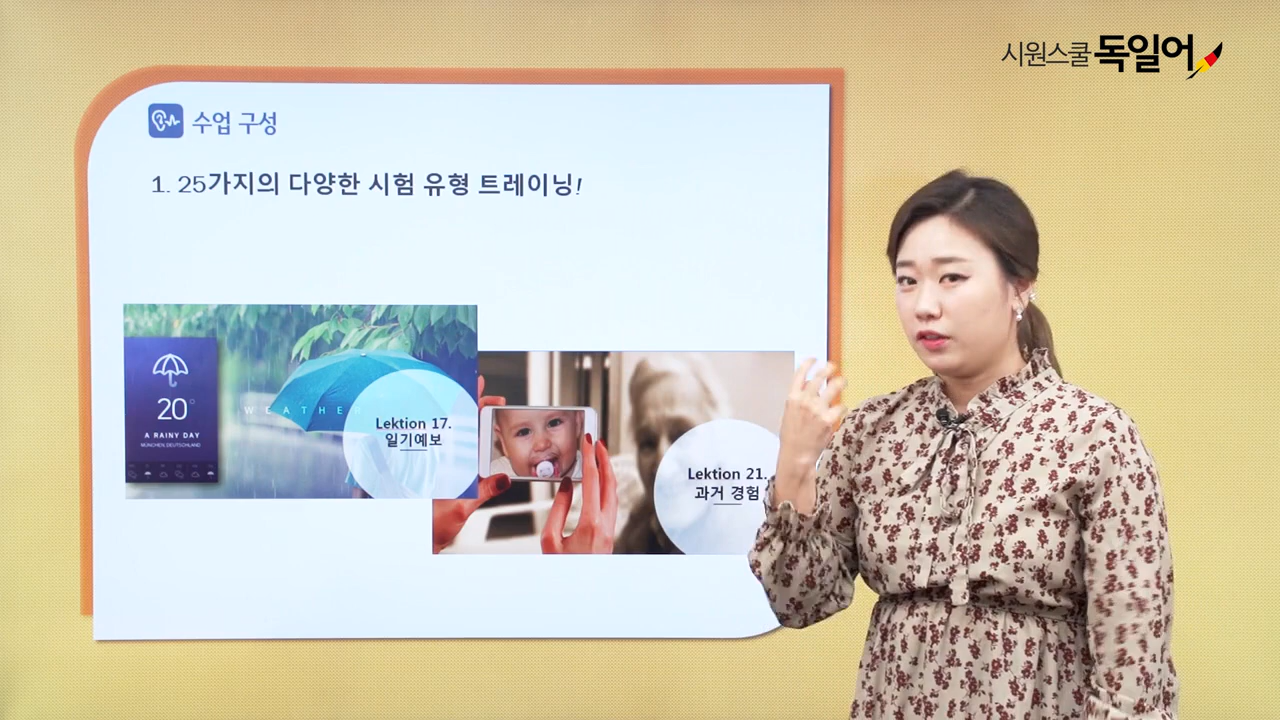 시원스쿨 독일어
수업 구성
1. 25가지의 다양한 시험 유형 트레이닝!
WEATHER
20°
A RAINY DAY
MÜNCHEN, DEUTSCHLAND
Lektion 17.
일기예보
Lektion 21.
과거 경험